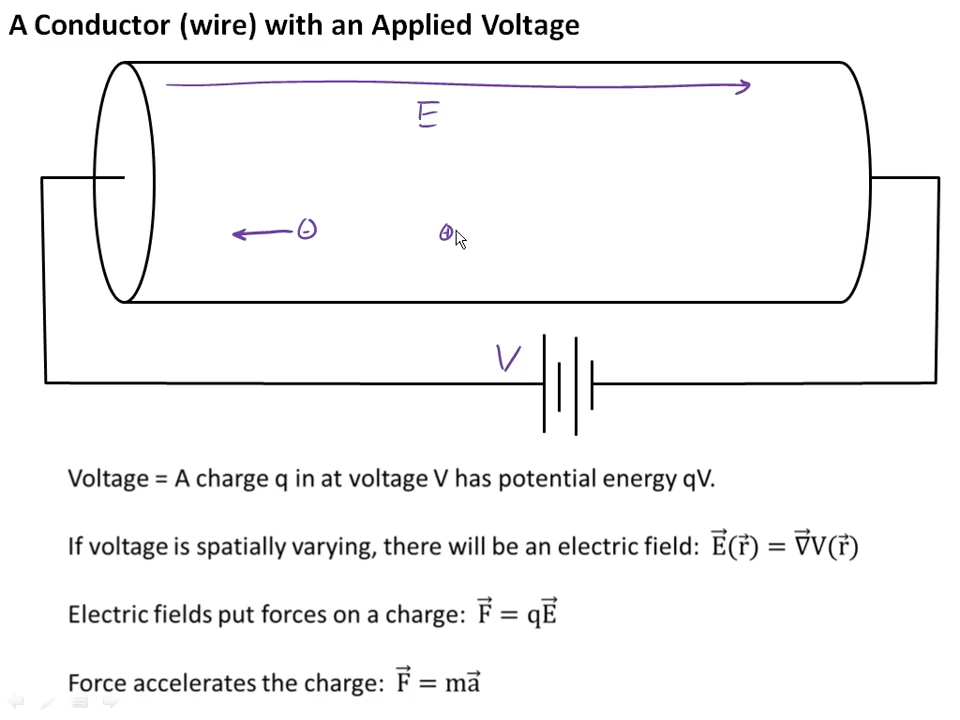 A Conductor (wire) with an Applied Voltage
E
V
Voltage = A charge q in at voltage V has potential energy qV.
If voltage is spatially varying, there will be an electric field: E⃗(r⃗) = ∇⃗V(r⃗)
Electric fields put forces on a charge: F⃗ = qE⃗
Force accelerates the charge: F⃗ = ma⃗